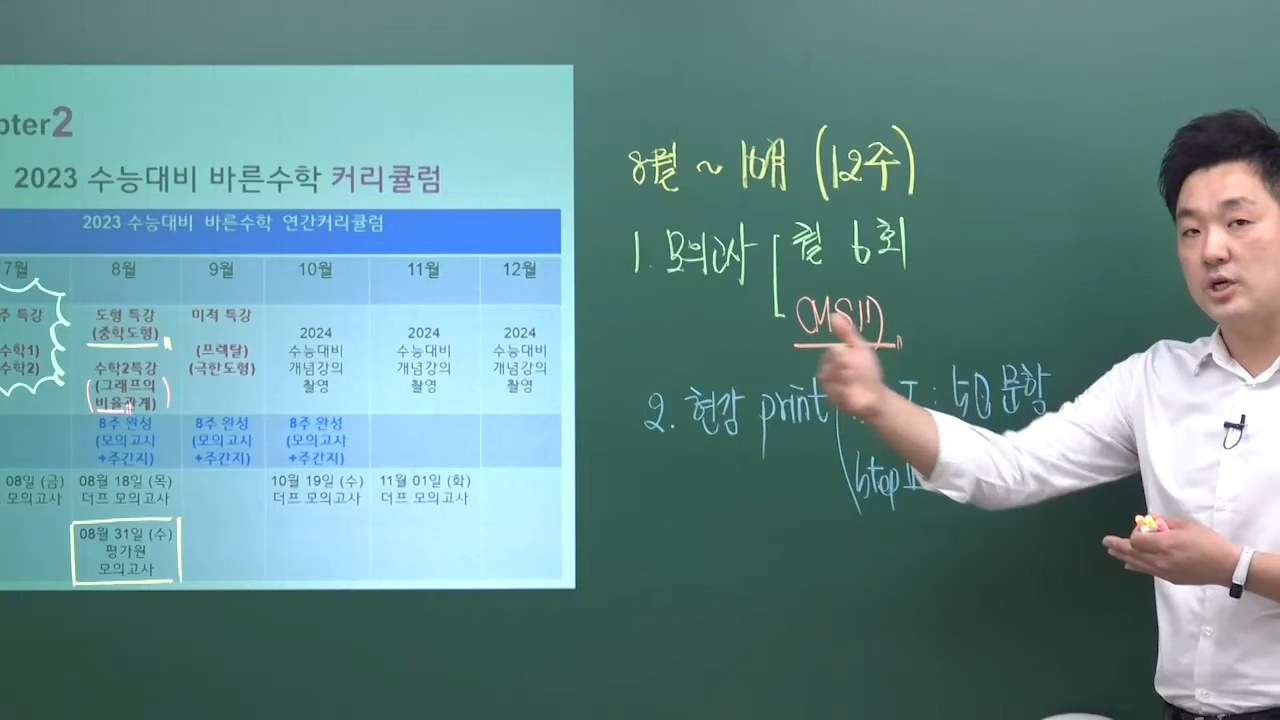 pter2
2023 수능대비 바른수학 커리큘럼
2023 수능대비 바른수학 연간커리큘럼
7월 8월 9월 10월 11월 12월
주 특강
수학1)
수학2)
도형 특강
(중학도형)
수학2특강
(그래프의
비율관계)
미적 특강
(프렉탈)
(극한도형)
2024
수능대비
개념강의
촬영
2024
수능대비
개념강의
촬영
2024
수능대비
개념강의
촬영
8주 완성
(모의고사
+주간지)
8주 완성
(모의고사
+주간지)
8주 완성
(모의고사
+주간지)
08일 (금)
모의고사
08월 18일 (목)
더프 모의고사
10월 19일 (수)
더프 모의고사
11월 01일 (화)
더프 모의고사
08월 31일 (수)
평가원
모의고사
8월 ~ 10月 (12주)
1. 모의고사
월 6회
2. 현감 print
: 50문항
step II